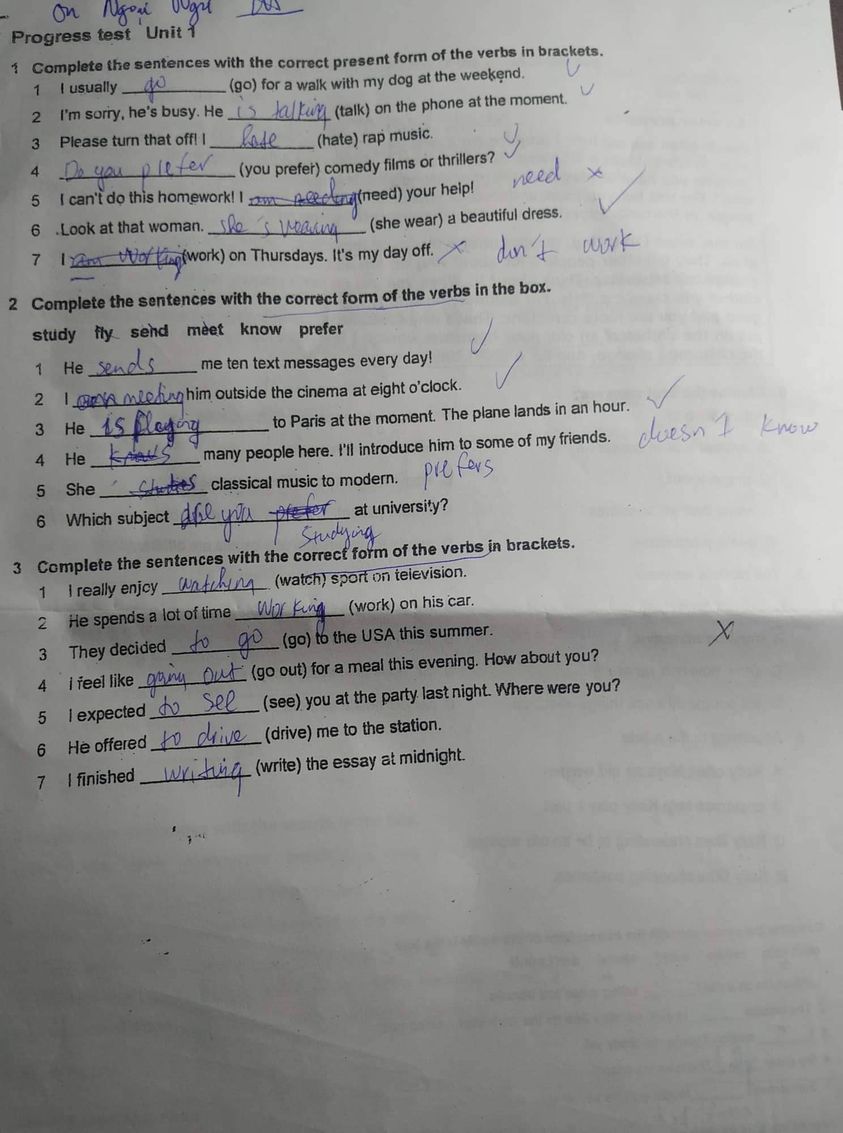 Ôn Ngoại Ngữ
Progress test Unit 1
1 Complete the sentences with the correct present form of the verbs in brackets.
1 I usually go (go) for a walk with my dog at the weekend.
2 I'm sorry, he's busy. He is talking (talk) on the phone at the moment.
3 Please turn that off! I hate (hate) rap music.
4 Do you prefer (you prefer) comedy films or thrillers?
5 I can't do this homework! I am needing (need) your help! need x
6 Look at that woman. she's wearing (she wear) a beautiful dress.
7 I am working (work) on Thursdays. It's my day off. x don't work
2 Complete the sentences with the correct form of the verbs in the box.
study fly send meet know prefer
1 He sends me ten text messages every day!
2 I am meeting him outside the cinema at eight o'clock.
3 He is flaying to Paris at the moment. The plane lands in an hour.
4 He knows many people here. I'll introduce him to some of my friends. doesn't know
5 She studies classical music to modern. prefers
6 Which subject are you prefer at university?
studying
3 Complete the sentences with the correct form of the verbs in brackets.
1 I really enjoy watching (watch) sport on television.
2 He spends a lot of time working (work) on his car.
3 They decided to go (go) to the USA this summer. x
4 I feel like going out (go out) for a meal this evening. How about you?
5 I expected to see (see) you at the party last night. Where were you?
6 He offered to drive (drive) me to the station.
7 I finished writing (write) the essay at midnight.